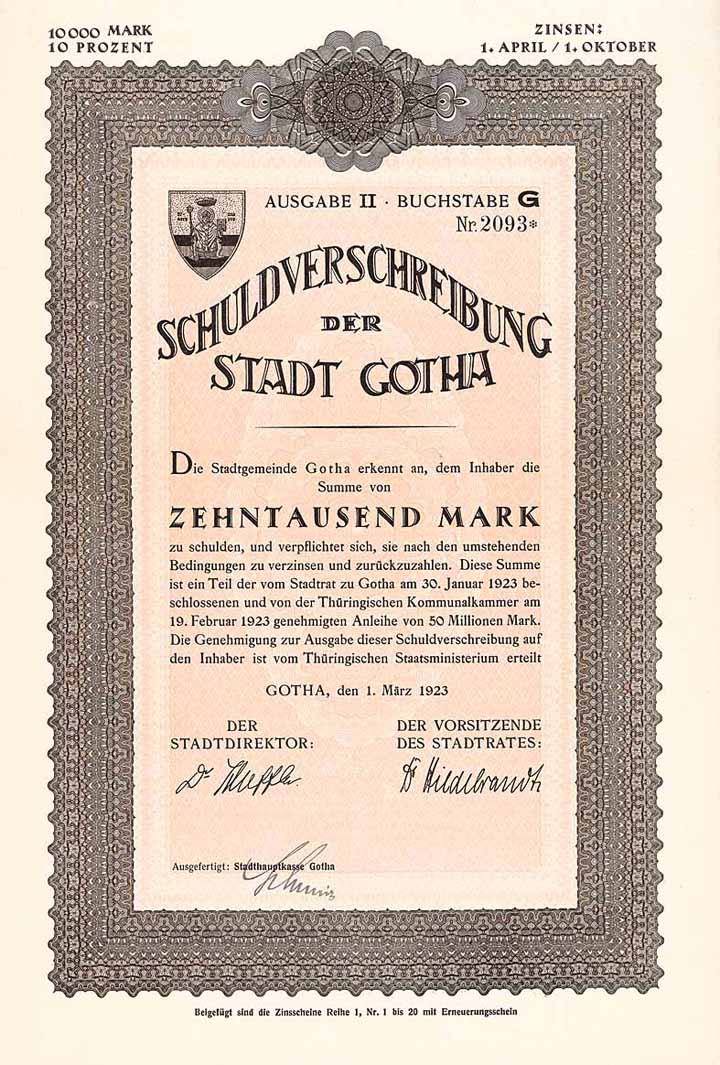 10000 MARK
10 PROZENT
ZINSEN:
1. APRIL / 1. OKTOBER
AUSGABE II · BUCHSTABE G
Nr. 2093*
SCHULDVERSCHREIBUNG
DER
STADT GOTHA
Die Stadtgemeinde Gotha erkennt an, dem Inhaber die
Summe von
ZEHNTAUSEND MARK
zu schulden, und verpflichtet sich, sie nach den umstehenden
Bedingungen zu verzinsen und zurückzuzahlen. Diese Summe
ist ein Teil der vom Stadtrat zu Gotha am 30. Januar 1923 be-
schlossenen und von der Thüringischen Kommunalkammer am
19. Februar 1923 genehmigten Anleihe von 50 Millionen Mark.
Die Genehmigung zur Ausgabe dieser Schuldverschreibung auf
den Inhaber ist vom Thüringischen Staatsministerium erteilt
GOTHA, den 1. März 1923
DER
STADTDIREKTOR:
DER VORSITZENDE
DES STADTRATES:
Dr
Dr Hildebrandt
Ausgefertigt: Stadthauptkasse Gotha
Beigefügt sind die Zinsscheine Reihe 1, Nr. 1 bis 20 mit Erneuerungsschein